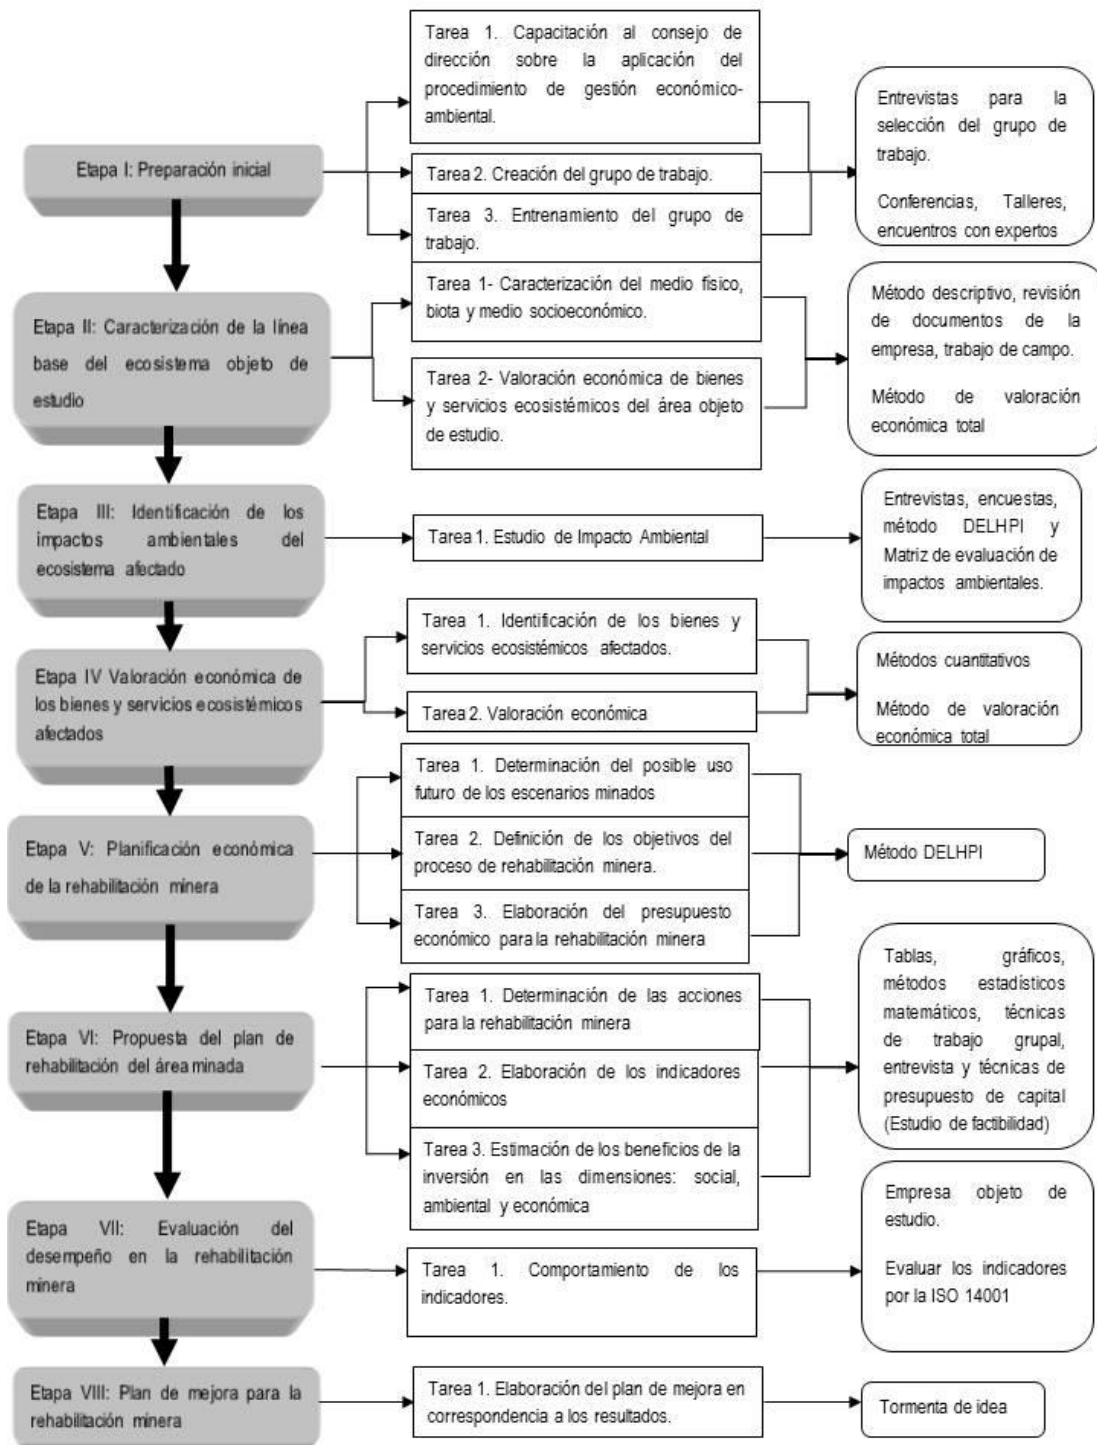 Etapa I: Preparación inicial
Tarea 1. Capacitación al consejo de
dirección sobre la aplicación del
procedimiento de gestión económico-
ambiental.
Tarea 2. Creación del grupo de trabajo.
Tarea 3. Entrenamiento del grupo de
trabajo.
Entrevistas para la
selección del grupo de
trabajo.
Conferencias, Talleres,
encuentros con expertos
Etapa II: Caracterización de la línea
base del ecosistema objeto de
estudio
Tarea 1- Caracterización del medio físico,
biota y medio socioeconómico.
Tarea 2- Valoración económica de bienes
y servicios ecosistémicos del área objeto
de estudio.
Método descriptivo, revisión
de documentos de la
empresa, trabajo de campo.
Método de valoración
económica total
Etapa III: Identificación de los
impactos ambientales del
ecosistema afectado
Tarea 1. Estudio de Impacto Ambiental
Entrevistas, encuestas,
método DELHPI y
Matriz de evaluación de
impactos ambientales.
Etapa IV Valoración económica de
los bienes y servicios ecosistémicos
afectados
Tarea 1. Identificación de los bienes y
servicios ecosistémicos afectados.
Tarea 2. Valoración económica
Métodos cuantitativos
Método de valoración
económica total
Etapa V: Planificación económica
de la rehabilitación minera
Tarea 1. Determinación del posible uso
futuro de los escenarios minados
Tarea 2. Definición de los objetivos del
proceso de rehabilitación minera.
Tarea 3. Elaboración del presupuesto
económico para la rehabilitación minera
Método DELHPI
Etapa VI: Propuesta del plan de
rehabilitación del área minada
Tarea 1. Determinación de las acciones
para la rehabilitación minera
Tarea 2. Elaboración de los indicadores
económicos
Tarea 3. Estimación de los beneficios de la
inversión en las dimensiones: social,
ambiental y económica
Tablas, gráficos,
métodos estadísticos
matemáticos, técnicas
de trabajo grupal,
entrevista y técnicas de
presupuesto de capital
(Estudio de factibilidad)
Etapa VII: Evaluación del
desempeño en la rehabilitación
minera
Tarea 1. Comportamiento de los
indicadores.
Empresa objeto de
estudio.
Evaluar los indicadores
por la ISO 14001
Etapa VIII: Plan de mejora para la
rehabilitación minera
Tarea 1. Elaboración del plan de mejora en
correspondencia a los resultados.
Tormenta de idea